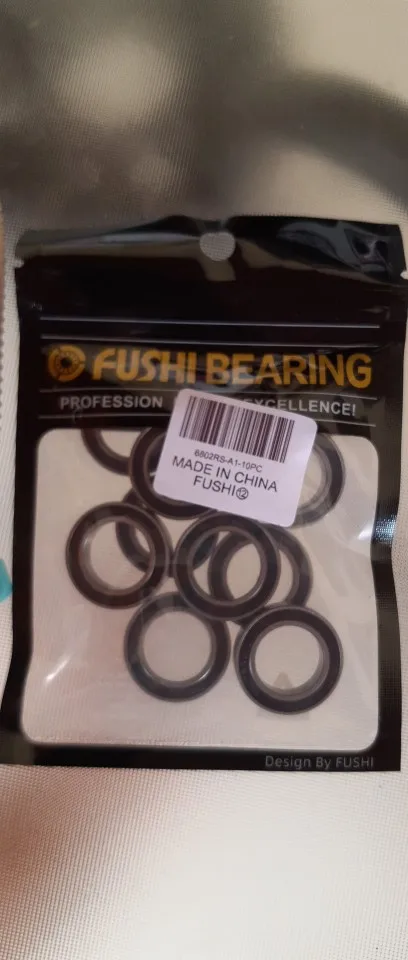 FUSHI BEARING
PROFESSION EXCELLENCE!
6802RS-A1-10PC
MADE IN CHINA
FUSHI⑫
Design By FUSHI